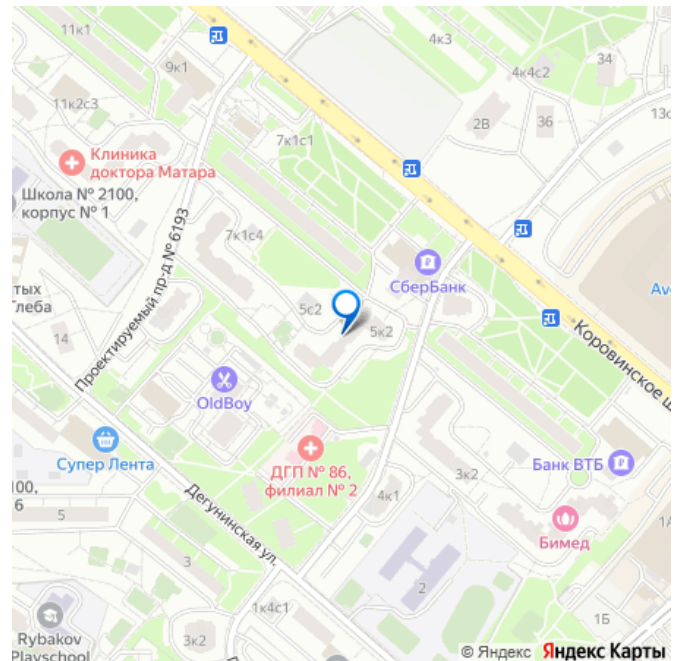 11к1
4к3
9к1
34
4к4с2
11к2с3
2В
36
7к1с1
Клиника
доктора Матара
Школа № 2100,
корпус № 1
7к1с4
Проектируемый пр-д № 6193
СберБанк
тых
Глеба
14
5с2
5к2
Коровинское ш
OldBoy
Супер Лента
ДГП № 86,
филиал № 2
3к2
Банк ВТБ
00,
6
5
4к1
1А
Дегунинская ул.
Бимед
3
2
1к4с1
1Б
Rybakov
Playschool
3к2
© Яндекс Яндекс Карты